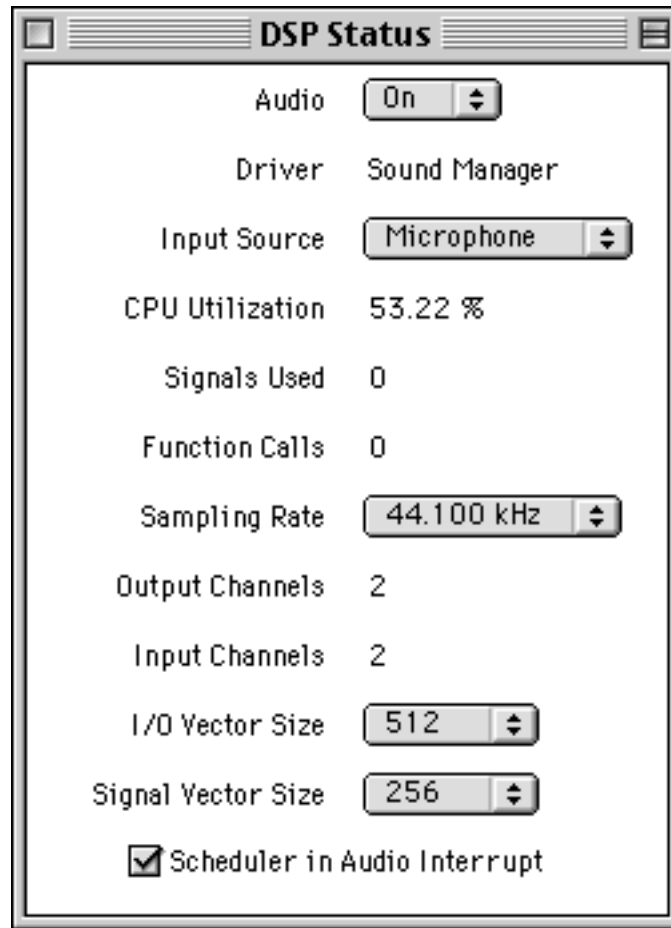 DSP Status
Audio On
Driver Sound Manager
Input Source Microphone
CPU Utilization 53.22 %
Signals Used 0
Function Calls 0
Sampling Rate 44.100 kHz
Output Channels 2
Input Channels 2
I/O Vector Size 512
Signal Vector Size 256
Scheduler in Audio Interrupt